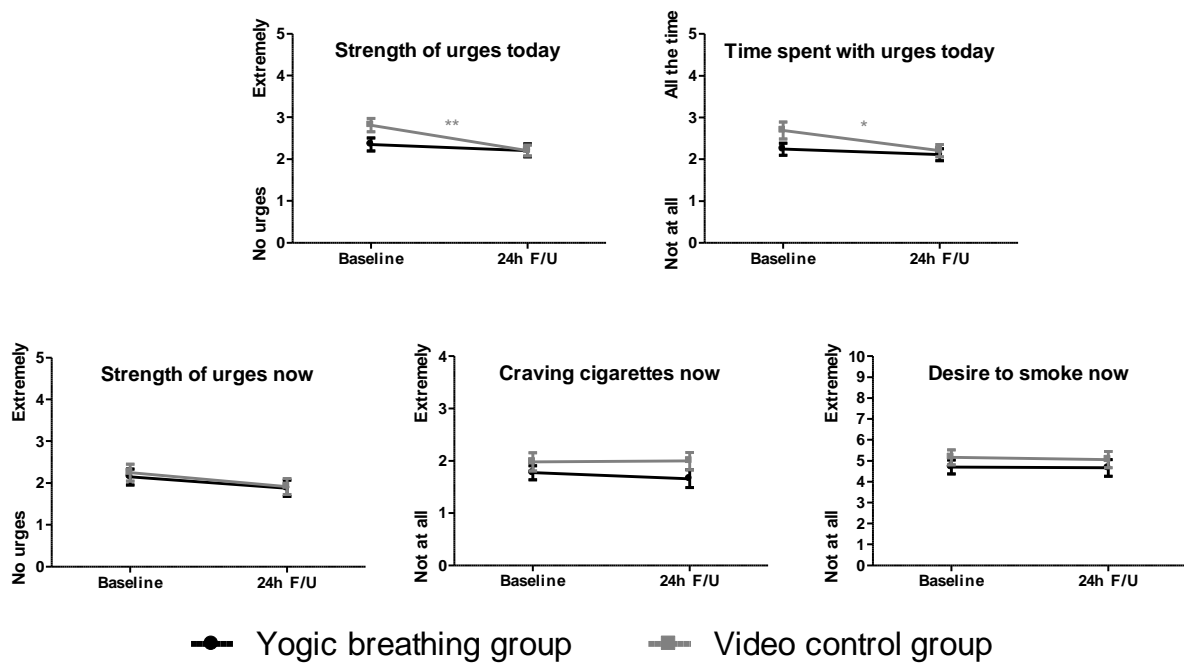 Strength of urges today
Extremely
No urges
5
4
3
2
1
0
**
Baseline 24h F/U
Time spent with urges today
All the time
Not at all
5
4
3
2
1
0
*
Baseline 24h F/U
Strength of urges now
Extremely
No urges
5
4
3
2
1
0
Baseline 24h F/U
Craving cigarettes now
Extremely
Not at all
4
3
2
1
0
Baseline 24h F/U
Desire to smoke now
Extremely
Not at all
10
9
8
7
6
5
4
3
2
1
0
Baseline 24h F/U
Yogic breathing group Video control group